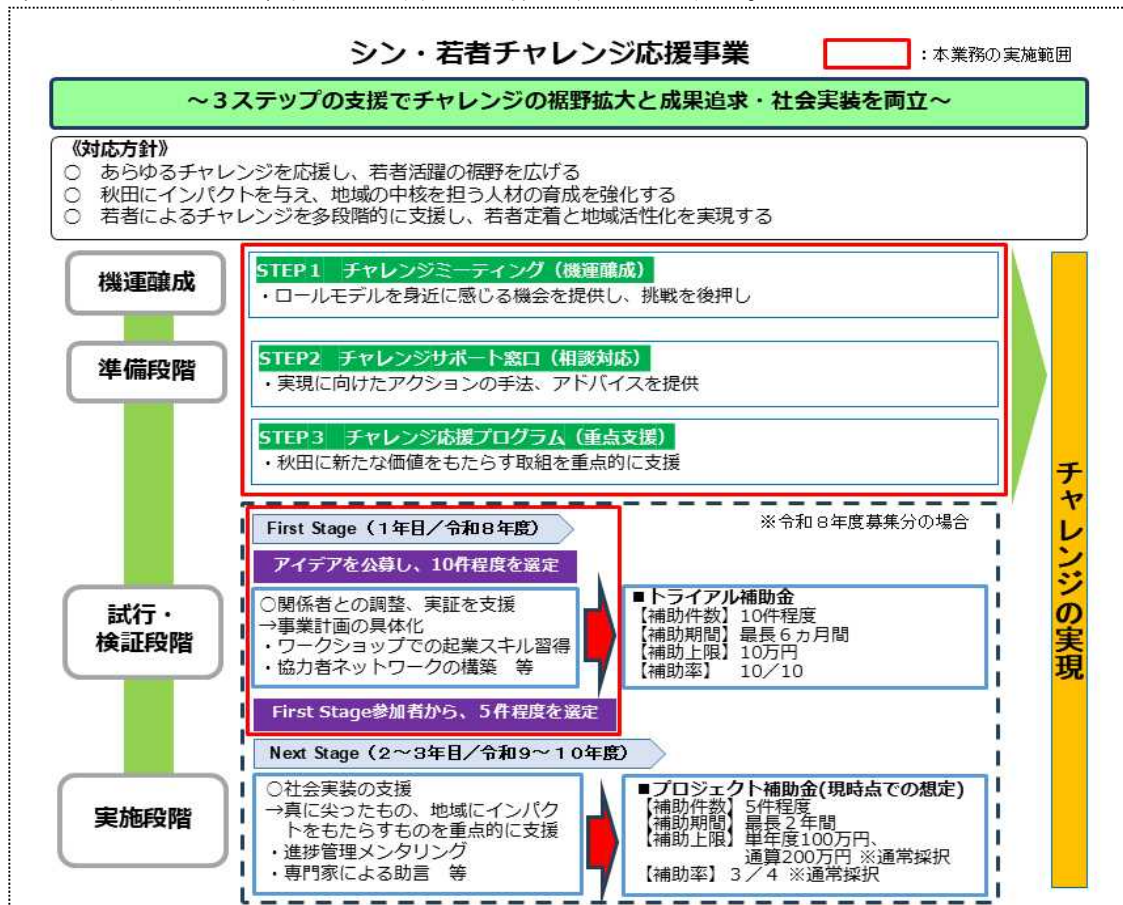 シン・若者チャレンジ応援事業
：本業務の実施範囲
～３ステップの支援でチャレンジの裾野拡大と成果追求・社会実装を両立～
《対応方針》
○　あらゆるチャレンジを応援し、若者活躍の裾野を広げる
○　秋田にインパクトを与え、地域の中核を担う人材の育成を強化する
○　若者によるチャレンジを多段階的に支援し、若者定着と地域活性化を実現する
機運醸成
STEP１　チャレンジミーティング（機運醸成）
・ロールモデルを身近に感じる機会を提供し、挑戦を後押し
準備段階
STEP2　チャレンジサポート窓口（相談対応）
・実現に向けたアクションの手法、アドバイスを提供
STEP３　チャレンジ応援プログラム（重点支援）
・秋田に新たな価値をもたらす取組を重点的に支援
チャレンジの実現
試行・
検証段階
First Stage（１年目／令和８年度）
※令和８年度募集分の場合
アイデアを公募し、10件程度を選定
○関係者との調整、実証を支援
→事業計画の具体化
・ワークショップでの起業スキル習得
・協力者ネットワークの構築　等
■トライアル補助金
【補助件数】10件程度
【補助期間】最長６ヵ月間
【補助上限】10万円
【補助率】　10／10
First Stage参加者から、５件程度を選定
実施段階
Next Stage（２～３年目／令和９～１０年度）
○社会実装の支援
→真に尖ったもの、地域にインパク
トをもたらすものを重点的に支援
・進捗管理メンタリング
・専門家による助言　等
■プロジェクト補助金(現時点での想定)
【補助件数】5件程度
【補助期間】最長２年間
【補助上限】単年度100万円、
通算200万円 ※通常採択
【補助率】３／４ ※通常採択